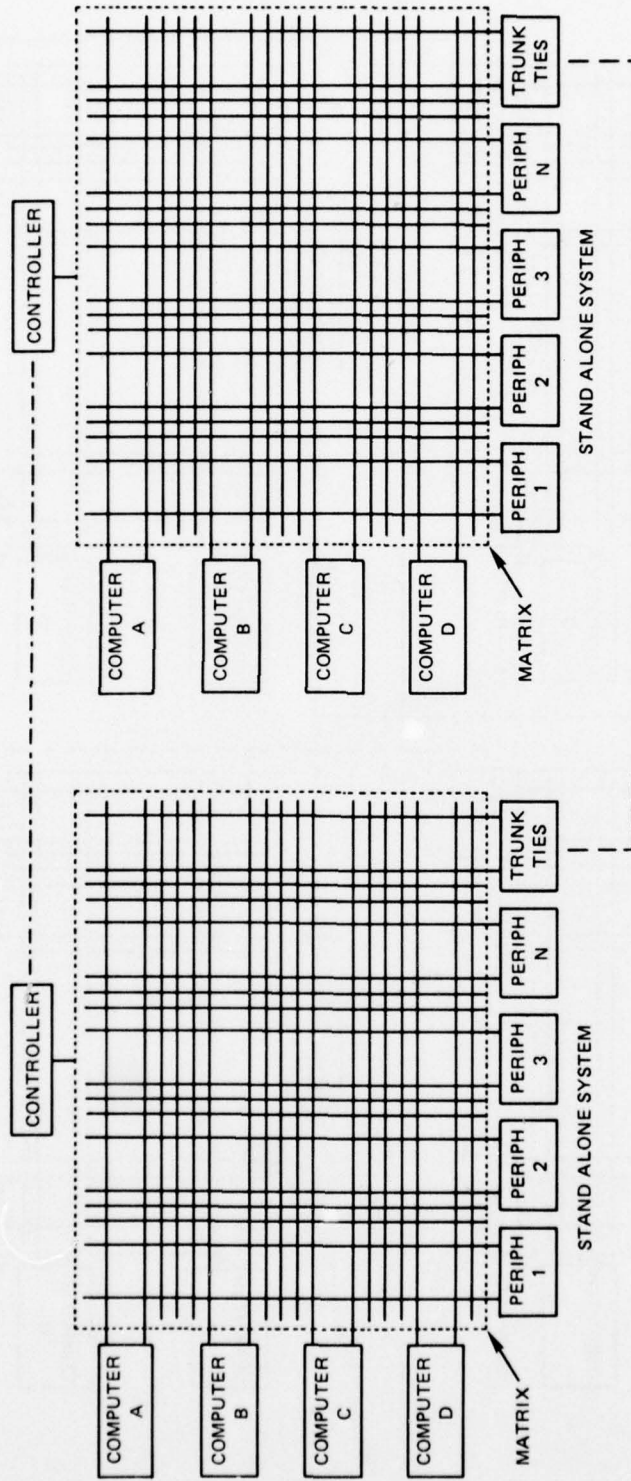 CONTROLLER
CONTROLLER
COMPUTER
A
COMPUTER
B
COMPUTER
C
COMPUTER
D
MATRIX
PERIPH
1
PERIPH
2
PERIPH
3
PERIPH
N
TRUNK
TIES
STAND ALONE SYSTEM
COMPUTER
A
COMPUTER
B
COMPUTER
C
COMPUTER
D
MATRIX
PERIPH
1
PERIPH
2
PERIPH
3
PERIPH
N
TRUNK
TIES
STAND ALONE SYSTEM